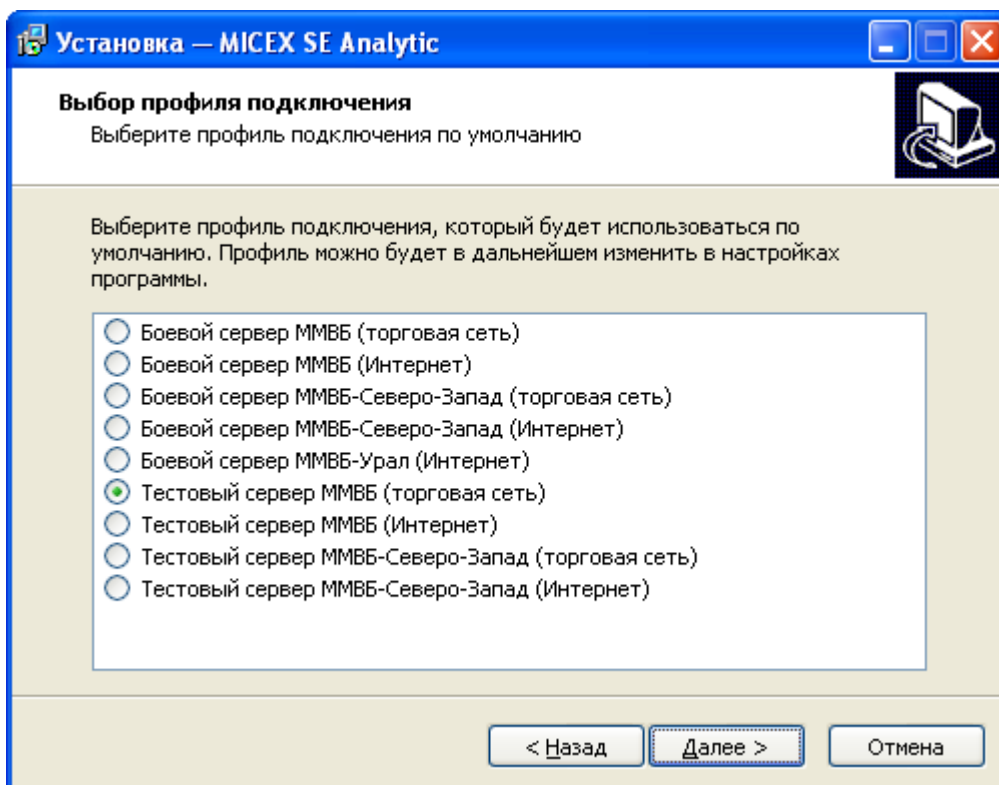 Установка — MICEX SE Analytic
Выбор профиля подключения
Выберите профиль подключения по умолчанию
Выберите профиль подключения, который будет использоваться по
умолчанию. Профиль можно будет в дальнейшем изменить в настройках
программы.
Боевой сервер ММВБ (торговая сеть)
Боевой сервер ММВБ (Интернет)
Боевой сервер ММВБ-Северо-Запад (торговая сеть)
Боевой сервер ММВБ-Северо-Запад (Интернет)
Боевой сервер ММВБ-Урал (Интернет)
Тестовый сервер ММВБ (торговая сеть)
Тестовый сервер ММВБ (Интернет)
Тестовый сервер ММВБ-Северо-Запад (торговая сеть)
Тестовый сервер ММВБ-Северо-Запад (Интернет)
< Назад Далее > Отмена